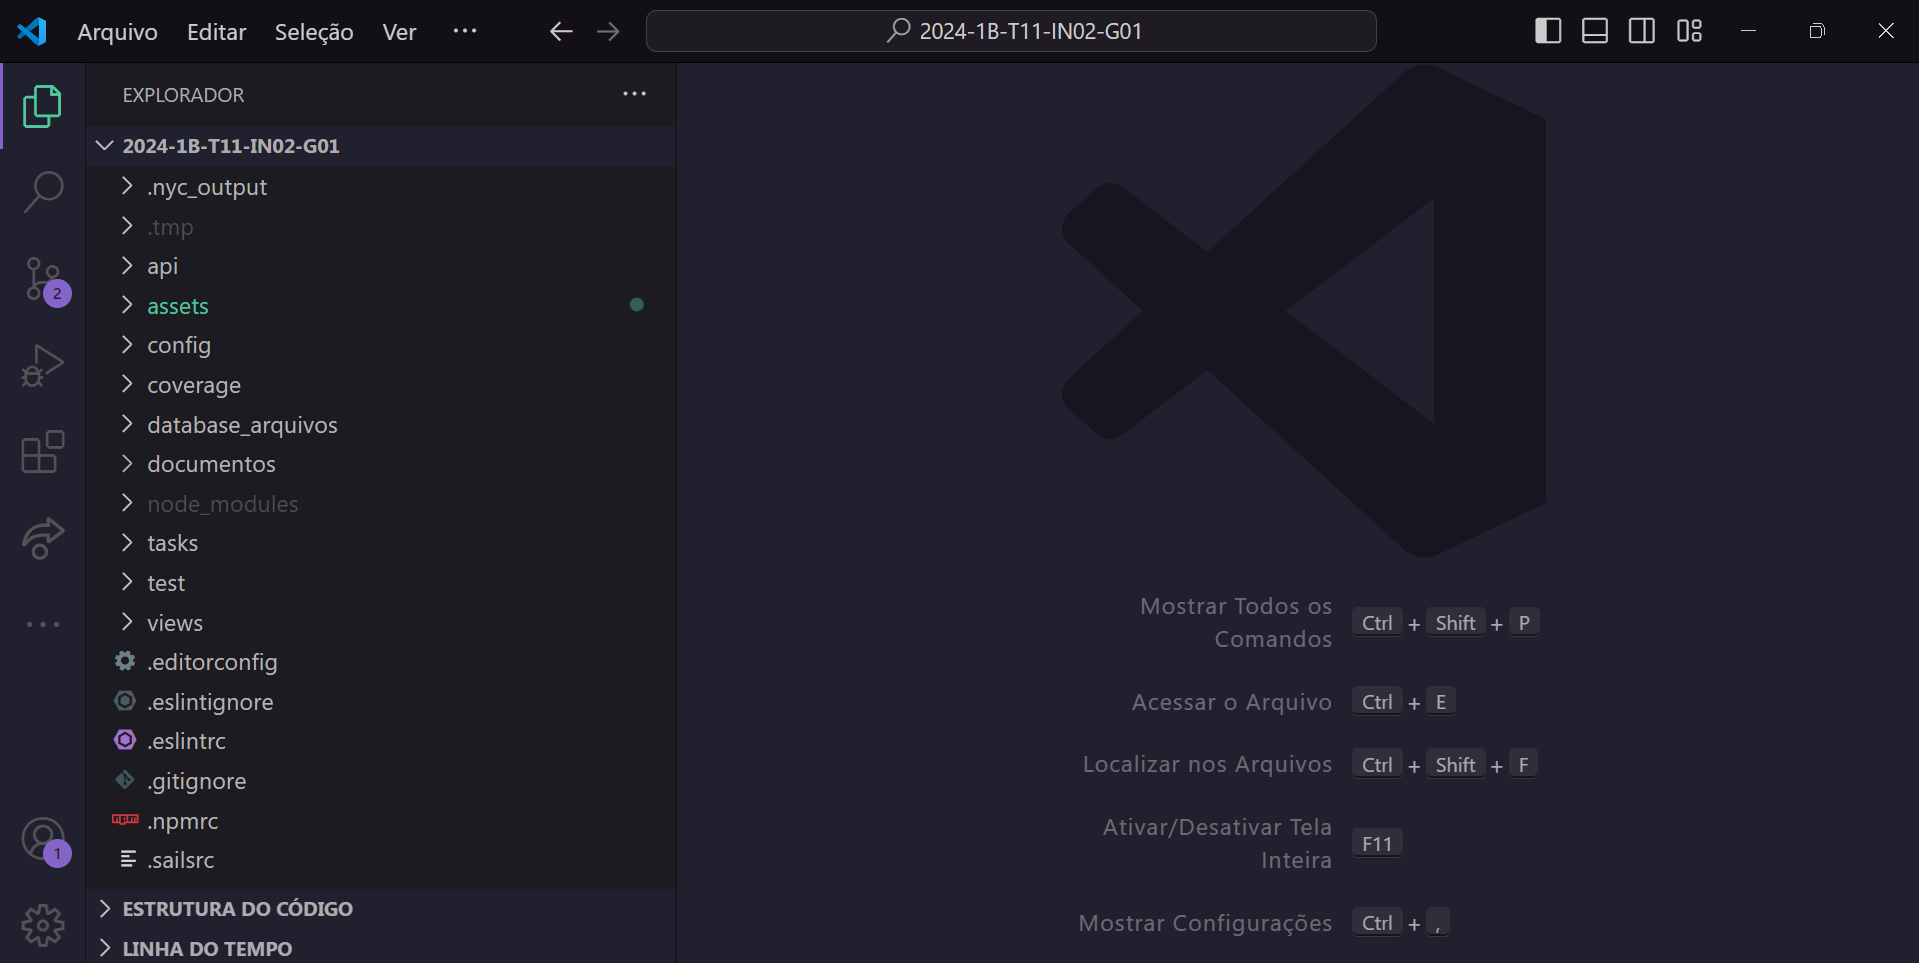 Arquivo Editar Seleção Ver ···
2024-1B-T11-IN02-G01
EXPLORADOR ···
2024-1B-T11-IN02-G01
.nyc_output
.tmp
api
assets
config
coverage
database_arquivos
documentos
node_modules
tasks
test
views
.editorconfig
.eslintignore
.eslintrc
.gitignore
.npmrc
.sailsrc
ESTRUTURA DO CÓDIGO
LINHA DO TEMPO
2
1
Mostrar Todos os
Comandos
Ctrl + Shift + P
Acessar o Arquivo Ctrl + E
Localizar nos Arquivos Ctrl + Shift + F
Ativar/Desativar Tela
Inteira
F11
Mostrar Configurações Ctrl + ,